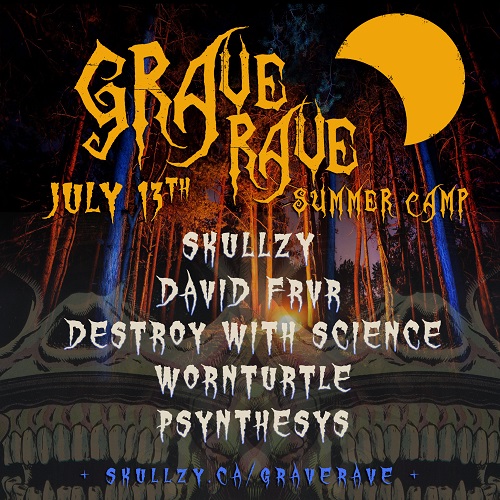 GRAVE
RAVE
JULY 13TH
SUMMER CAMP
SKULLZY
DAVID FRVR
DESTROY WITH SCIENCE
WORNTURTLE
PSYNTHESYS
+ SKULLZY.CA/GRAVERAVE +